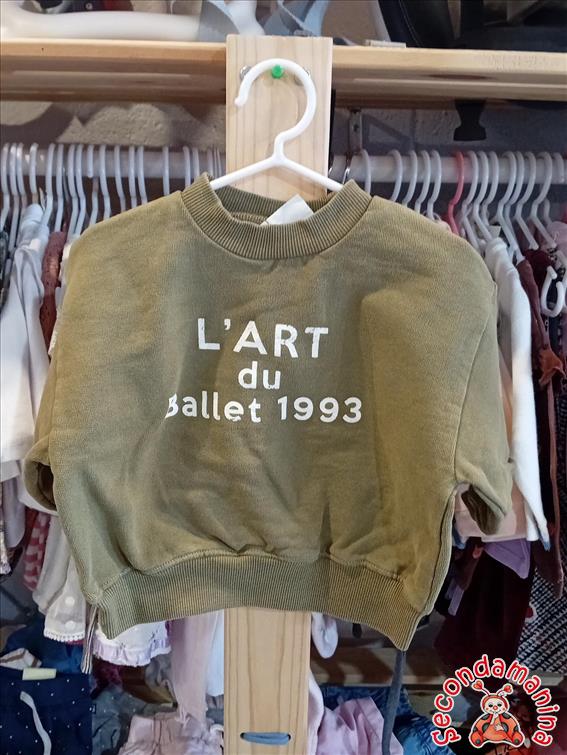 L'ART
du
Ballet 1993
Secondamanina